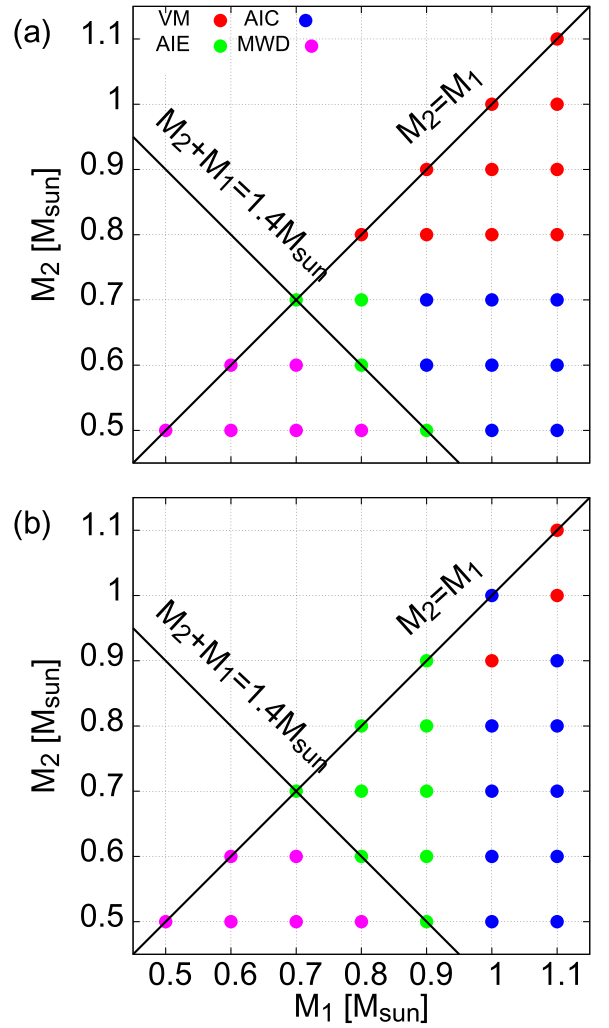 (a)
VM AIC
AIE MWD
1.1
1
0.9
0.8
0.7
0.6
0.5
M2 [Msun]
M2=M1
M2+M1=1.4Msun
(b)
1.1
1
0.9
0.8
0.7
0.6
0.5
M2 [Msun]
M2=M1
M2+M1=1.4Msun
0.5 0.6 0.7 0.8 0.9 1 1.1
M1 [Msun]